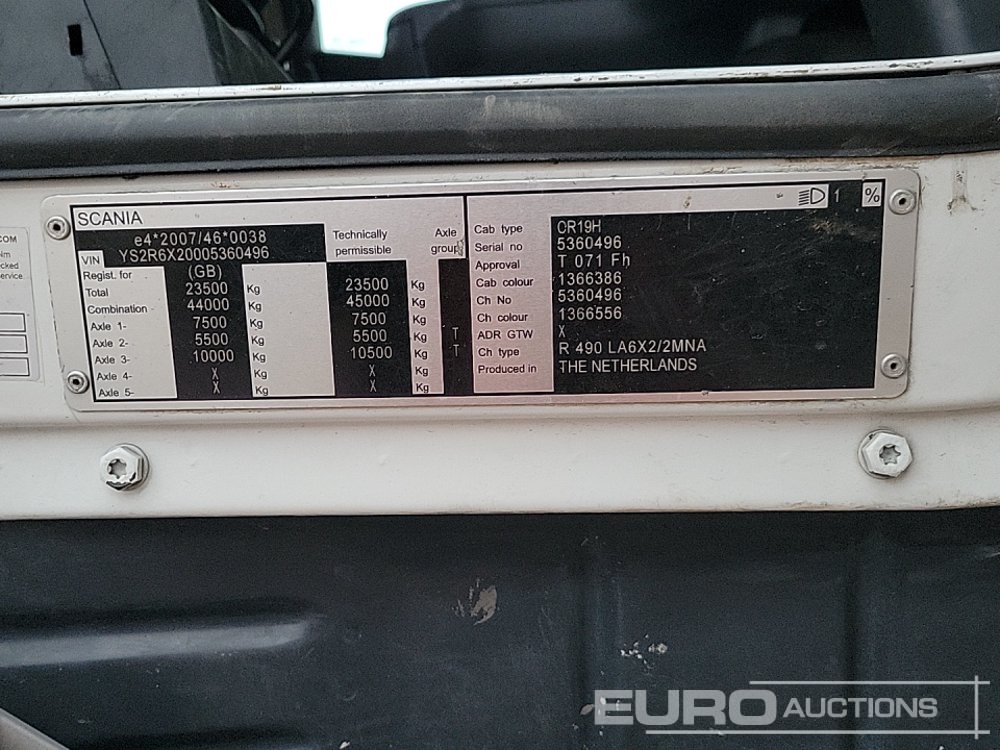 COM
Nm
cked
service.
SCANIA
e4*2007/46*0038
VIN YS2R6X20005360496
Technically permissible
Axle group
Regist. for (GB)
Total 23500 Kg 23500 Kg
Combination - 44000 Kg 45000 Kg
Axle 1- 7500 Kg 7500 Kg
Axle 2- 5500 Kg 5500 Kg T
Axle 3- 10000 Kg 10500 Kg T
Axle 4- X Kg X Kg
Axle 5- X Kg X Kg
1 %
Cab type CR19H
Serial no 5360496
Approval T 071 Fh
Cab colour 1366386
Ch No 5360496
Ch colour 1366556
ADR GTW X
Ch type R 490 LA6X2/2MNA
Produced in THE NETHERLANDS
EURO AUCTIONS